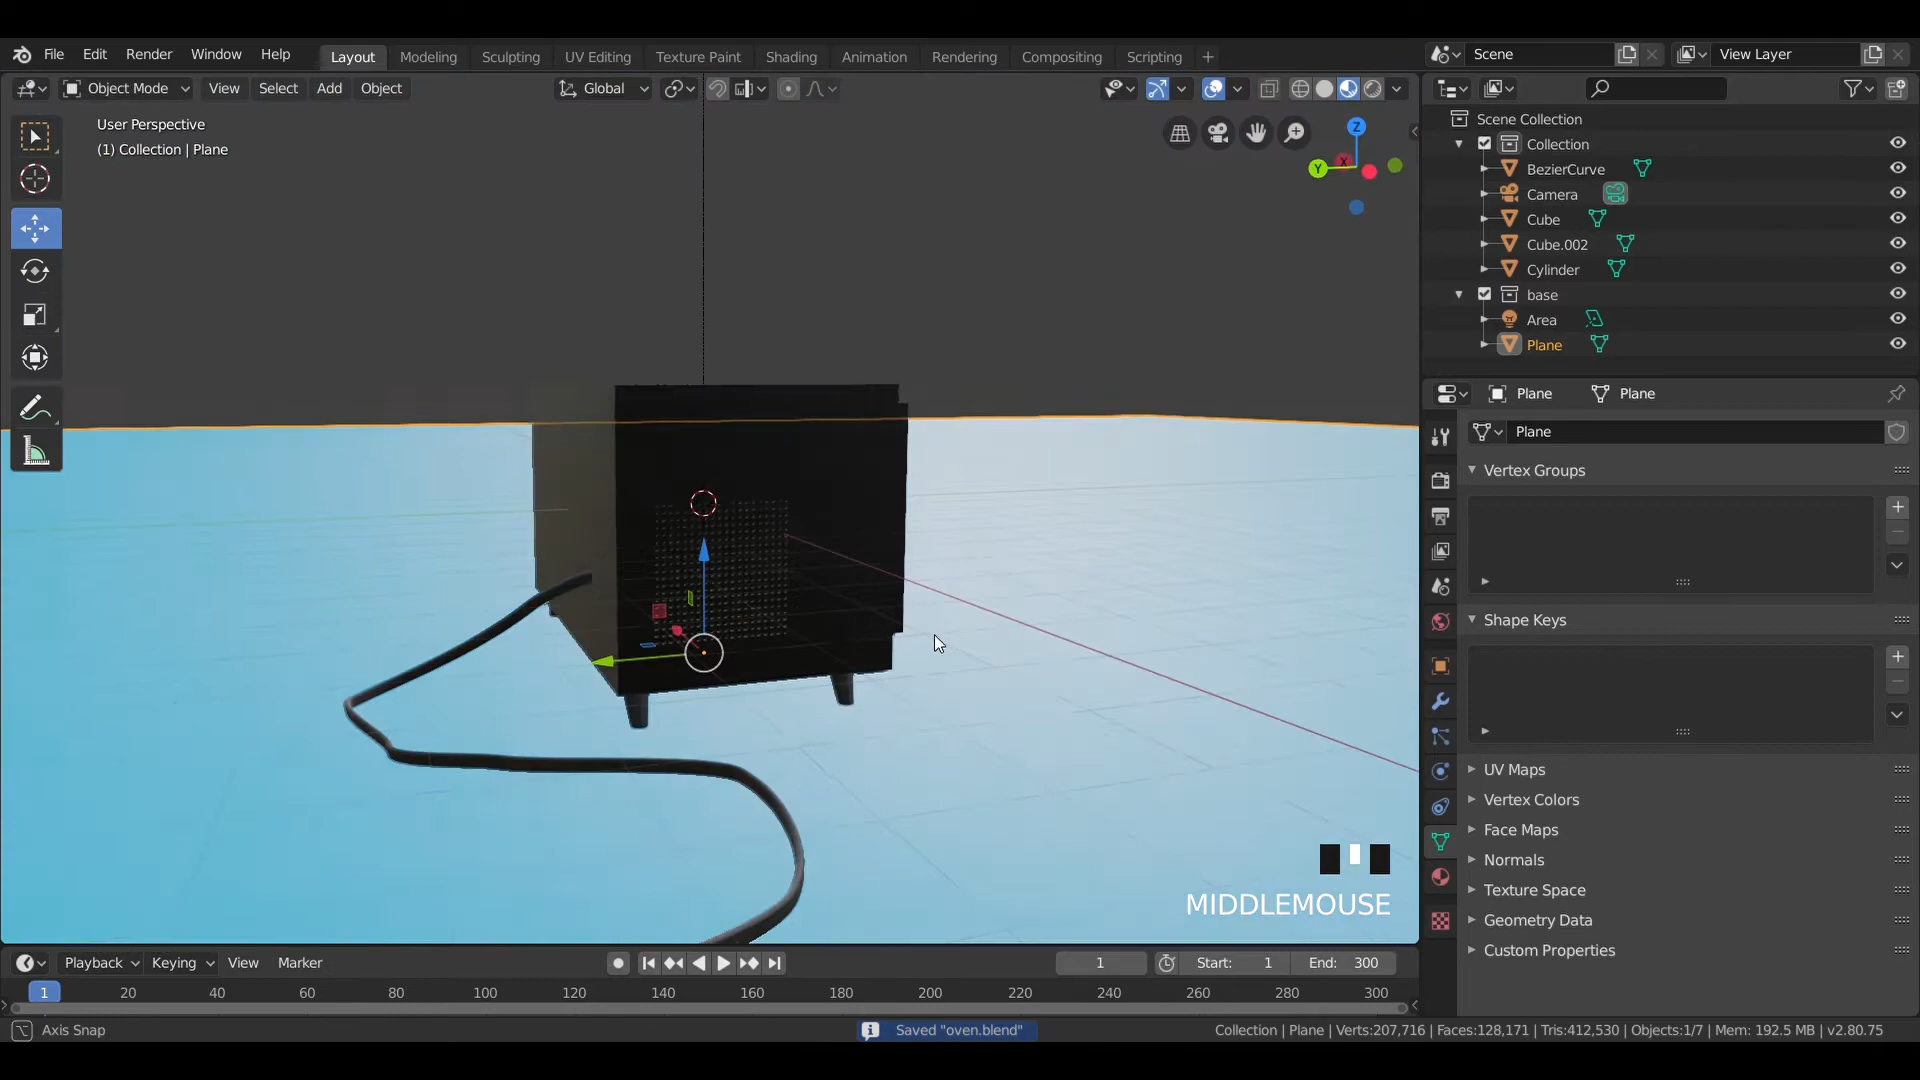 File Edit Render Window Help Layout Modeling Sculpting UV Editing Texture Paint Shading Animation Rendering Compositing Scripting + Scene View Layer
Object Mode View Select Add Object Global
User Perspective
(1) Collection | Plane
Z
X
Y
Scene Collection
Collection
BezierCurve
Camera
Cube
Cube.002
Cylinder
base
Area
Plane
Plane Plane
Plane
Vertex Groups
Shape Keys
UV Maps
Vertex Colors
Face Maps
Normals
Texture Space
Geometry Data
Custom Properties
MIDDLEMOUSE
Playback Keying View Marker 1 Start: 1 End: 300
1 20 40 60 80 100 120 140 160 180 200 220 240 260 280 300
Axis Snap Saved "oven.blend" Collection | Plane | Verts:207,716 | Faces:128,171 | Tris:412,530 | Objects:1/7 | Mem: 192.5 MB | v2.80.75